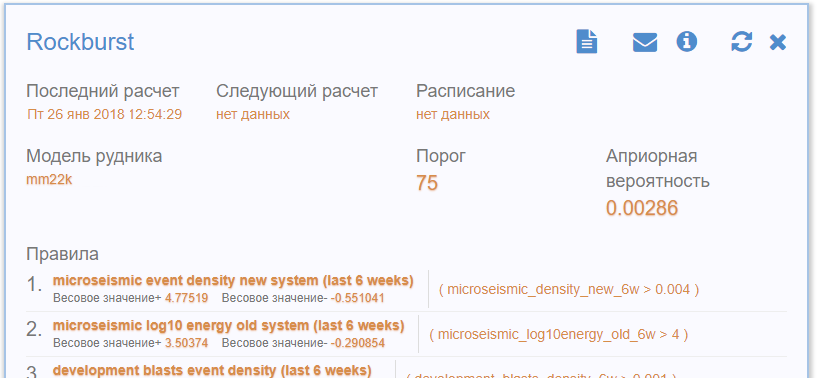 Rockburst
Последний расчет Следующий расчет Расписание
Пт 26 янв 2018 12:54:29 нет данных нет данных
Модель рудника Порог Априорная
вероятность
mm22k 75
0.00286
Правила
1. microseismic event density new system (last 6 weeks)
Весовое значение+ 4.77519 Весовое значение- -0.551041
( microseismic_density_new_6w > 0.004 )
2. microseismic log10 energy old system (last 6 weeks)
Весовое значение+ 3.50374 Весовое значение- -0.290854
( microseismic_log10energy_old_6w > 4 )
3. development blasts event density (last 6 weeks)
( development_blasts_density_6w > 0.001 )